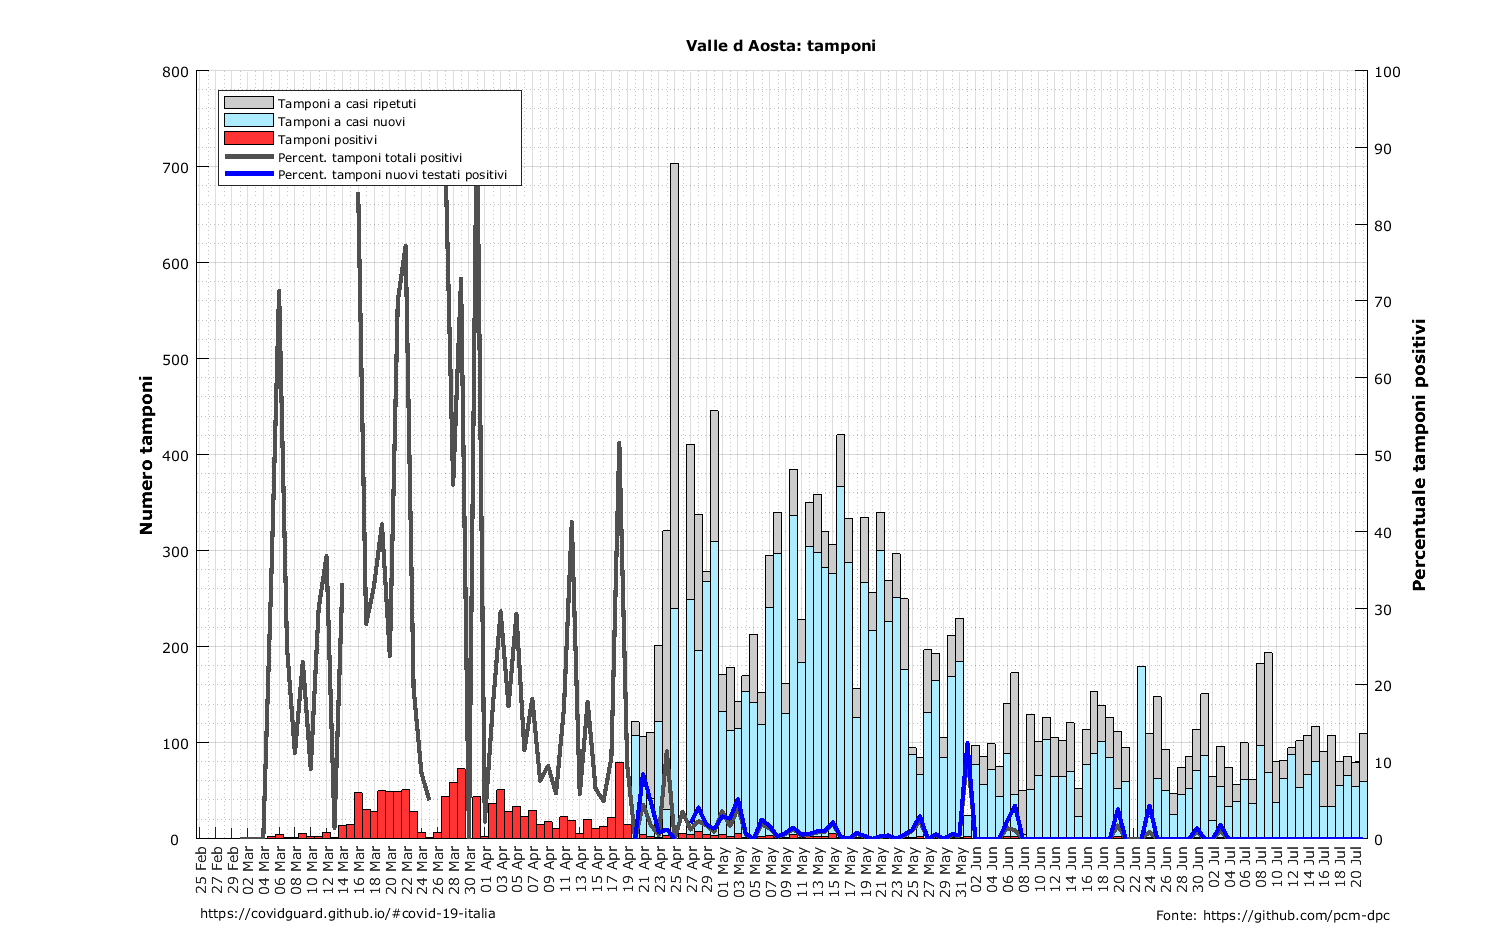 Valle d Aosta: tamponi
800
700
600
500
400
300
200
100
0
Numero tamponi
Tamponi a casi ripetuti
Tamponi a casi nuovi
Tamponi positivi
Percent. tamponi totali positivi
Percent. tamponi nuovi testati positivi
100
90
80
70
60
50
40
30
20
10
0
Percentuale tamponi positivi
25 Feb
27 Feb
29 Feb
02 Mar
04 Mar
06 Mar
08 Mar
10 Mar
12 Mar
14 Mar
16 Mar
18 Mar
20 Mar
22 Mar
24 Mar
26 Mar
28 Mar
30 Mar
01 Apr
03 Apr
05 Apr
07 Apr
09 Apr
11 Apr
13 Apr
15 Apr
17 Apr
19 Apr
21 Apr
23 Apr
25 Apr
27 Apr
29 Apr
01 May
03 May
05 May
07 May
09 May
11 May
13 May
15 May
17 May
19 May
21 May
23 May
25 May
27 May
29 May
31 May
02 Jun
04 Jun
06 Jun
08 Jun
10 Jun
12 Jun
14 Jun
16 Jun
18 Jun
20 Jun
22 Jun
24 Jun
26 Jun
28 Jun
30 Jun
02 Jul
04 Jul
06 Jul
08 Jul
10 Jul
12 Jul
14 Jul
16 Jul
18 Jul
20 Jul
https://covidguard.github.io/#covid-19-italia
Fonte: https://github.com/pcm-dpc